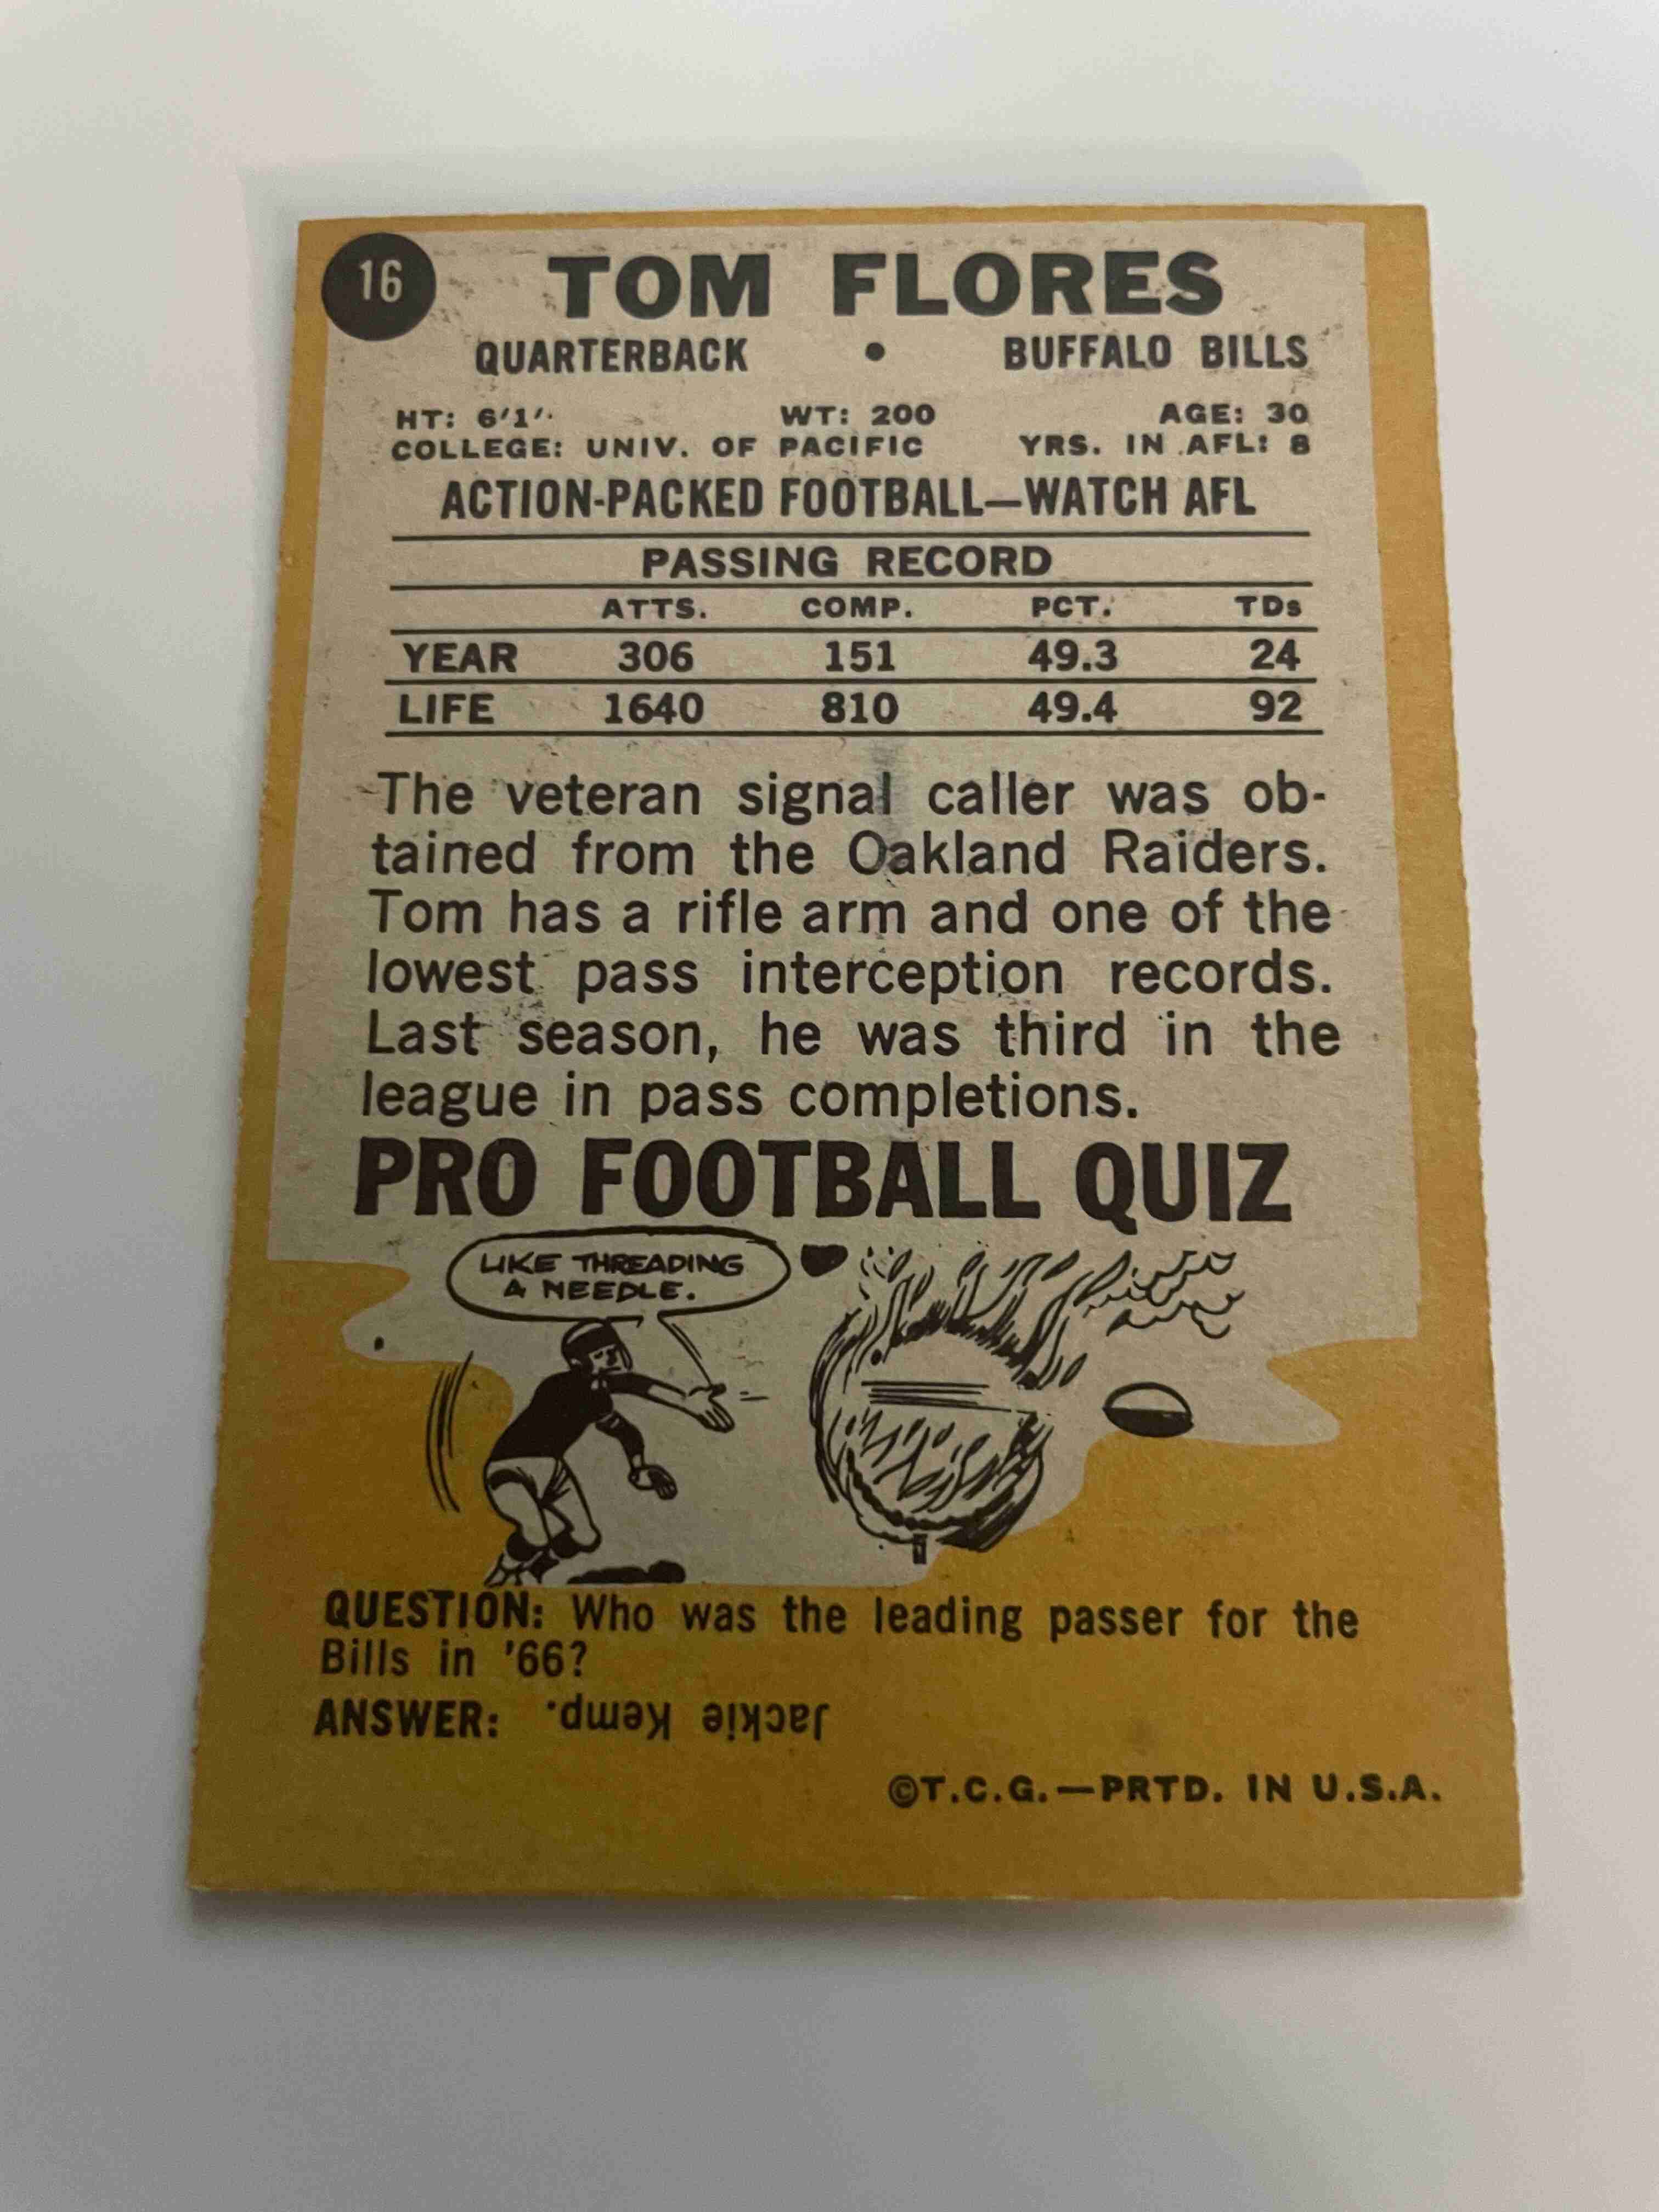 16
TOM FLORES
QUARTERBACK • BUFFALO BILLS
HT: 6'1" WT: 200 AGE: 30
COLLEGE: UNIV. OF PACIFIC YRS. IN AFL: 8
ACTION-PACKED FOOTBALL—WATCH AFL
PASSING RECORD
ATTS. COMP. PCT. TDs
YEAR 306 151 49.3 24
LIFE 1640 810 49.4 92
The veteran signal caller was ob-
tained from the Oakland Raiders.
Tom has a rifle arm and one of the
lowest pass interception records.
Last season, he was third in the
league in pass completions.
PRO FOOTBALL QUIZ
LIKE THREADING
A NEEDLE.
QUESTION: Who was the leading passer for the
Bills in '66?
ANSWER: Jackie Kemp.
©T.C.G.—PRTD. IN U.S.A.